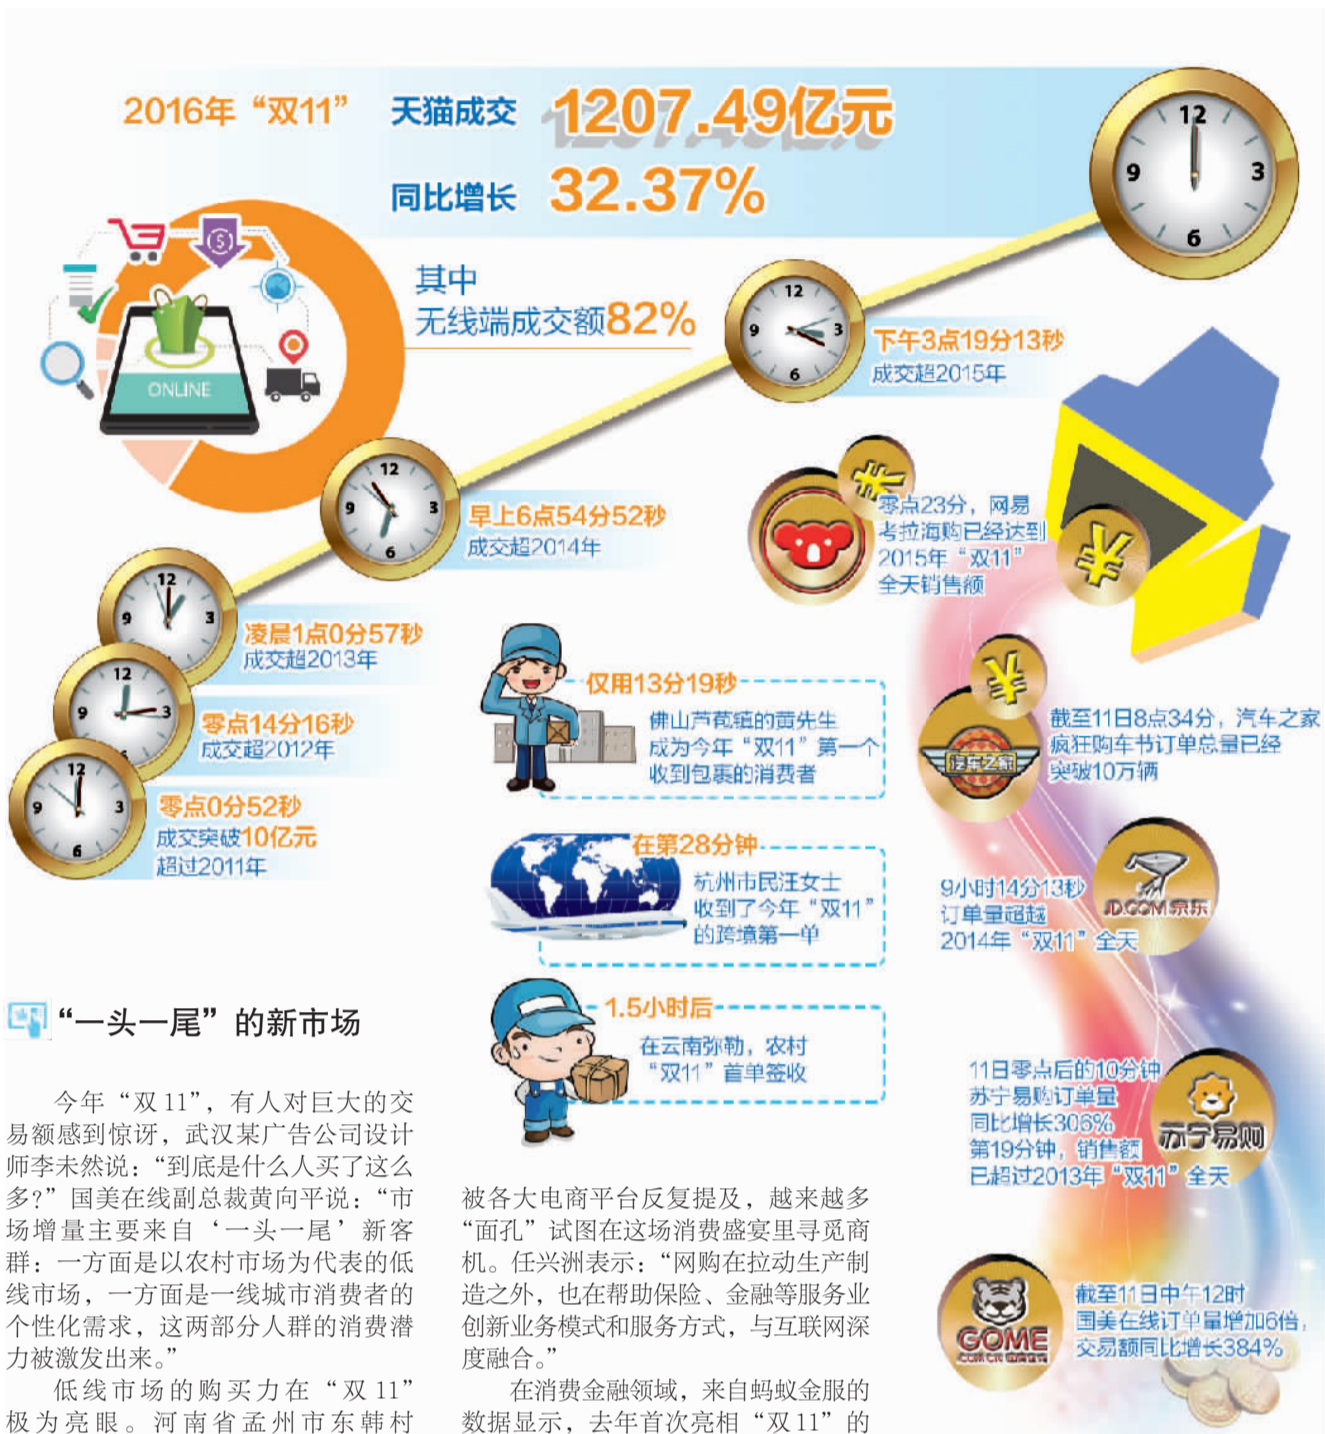 2016年“双11”
天猫成交
1207.49亿元
同比增长
32.37%
其中
无线端成交额82%
ONLINE
12
3
6
9
下午3点19分13秒
成交超2015年
12
3
6
9
早上6点54分52秒
成交超2014年
12
3
6
9
凌晨1点0分57秒
成交超2013年
12
3
6
9
零点14分16秒
成交超2012年
12
3
9
零点0分52秒
成交突破10亿元
超过2011年
12
3
6
9
12
3
9
零点23分，网易
考拉海购已经达到
2015年“双11”
全天销售额
仅用13分19秒
佛山芦苞镇的黄先生
成为今年“双11”第一个
收到包裹的消费者
在第28分钟
杭州市民汪女士
收到了今年“双11”
的跨境第一单
1.5小时后
在云南弥勒，农村
“双11”首单签收
汽车之家
截至11日8点34分，汽车之家
疯狂购车节订单总量已经
突破10万辆
JD.COM 京东
9小时14分13秒
订单量超越
2014年“双11”全天
11日零点后的10分钟
苏宁易购订单量
同比增长306%
第19分钟，销售额
已超过2013年“双11”全天
苏宁易购
GOME
截至11日中午12时
国美在线订单量增加6倍，
交易额同比增长384%
“一头一尾”的新市场
今年“双11”，有人对巨大的交
易额感到惊讶，武汉某广告公司设计
师李未然说：“到底是什么人买了这么
多？”国美在线副总裁黄向平说：“市
场增量主要来自‘一头一尾’新客
群：一方面是以农村市场为代表的低
线市场，一方面是一线城市消费者的
个性化需求，这两部分人群的消费潜
力被激发出来。”
低线市场的购买力在“双11”
极为亮眼。河南省孟州市东韩村
被各大电商平台反复提及，越来越多
“面孔”试图在这场消费盛宴里寻觅商
机。任兴洲表示：“网购在拉动生产制
造之外，也在帮助保险、金融等服务业
创新业务模式和服务方式，与互联网深
度融合。”
在消费金融领域，来自蚂蚁金服的
数据显示，去年首次亮相“双11”的